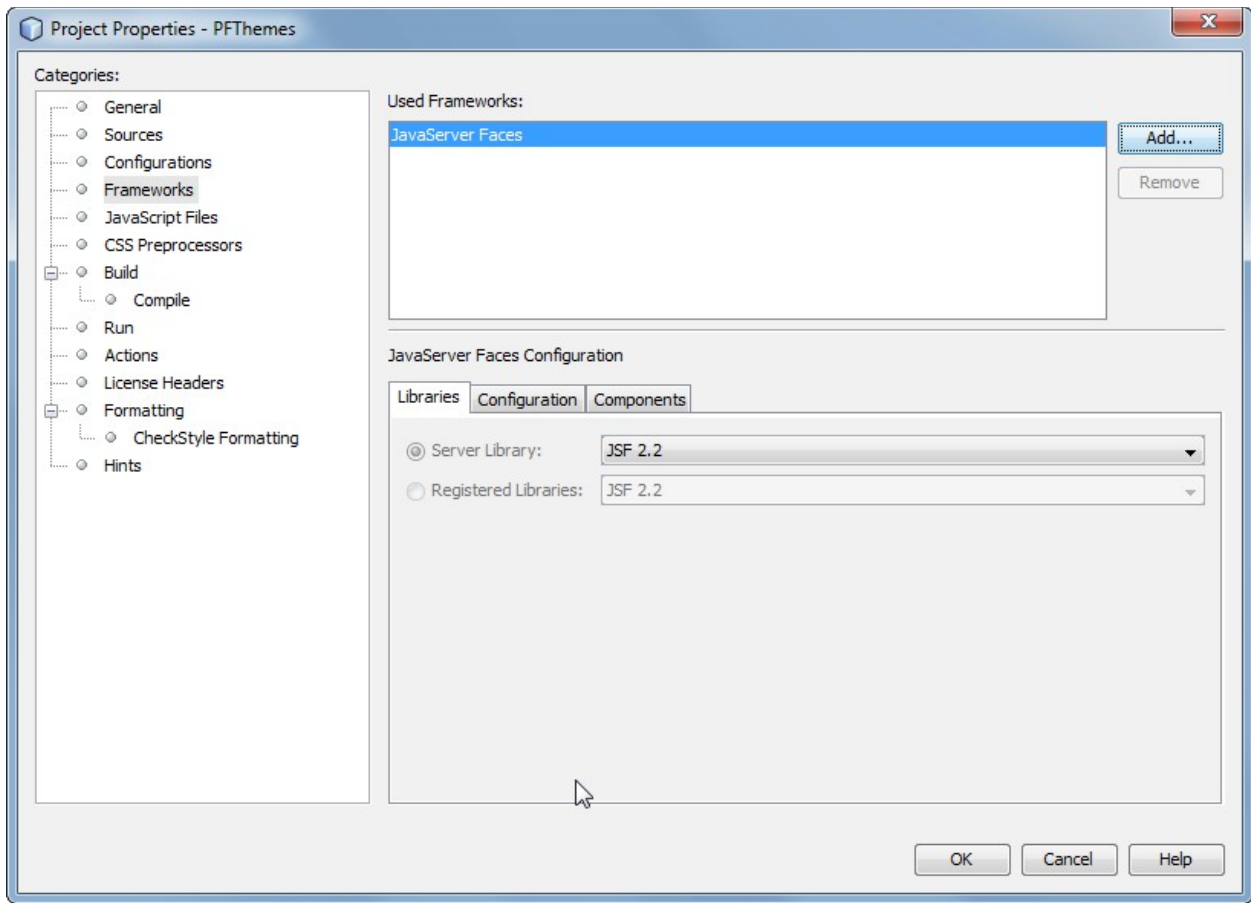 Project Properties - PFThemes
Categories:
General
Sources
Configurations
Frameworks
JavaScript Files
CSS Preprocessors
Build
Compile
Run
Actions
License Headers
Formatting
CheckStyle Formatting
Hints
Used Frameworks:
JavaServer Faces
Add...
Remove
JavaServer Faces Configuration
Libraries Configuration Components
Server Library: JSF 2.2
Registered Libraries: JSF 2.2
OK Cancel Help